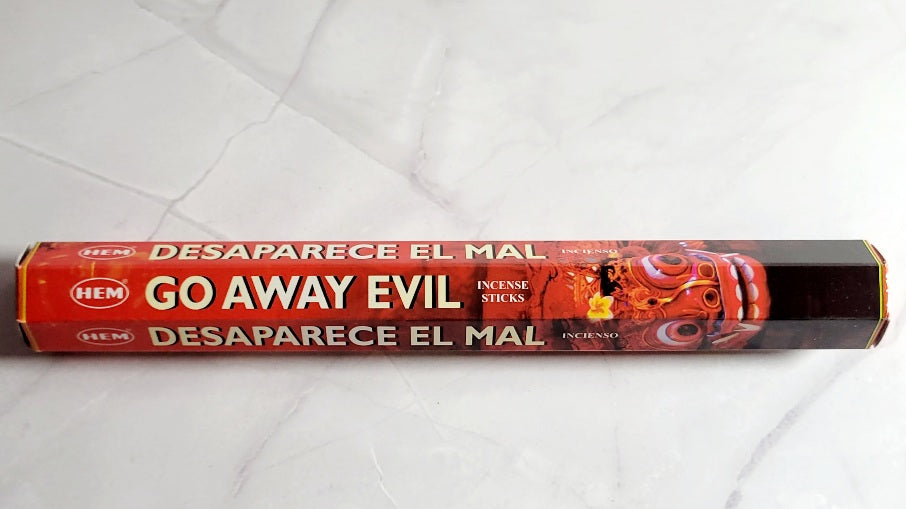 HEM DESAPARECE EL MAL INCIENSO
HEM GO AWAY EVIL INCENSE
STICKS
HEM DESAPARECE EL MAL INCIENSO